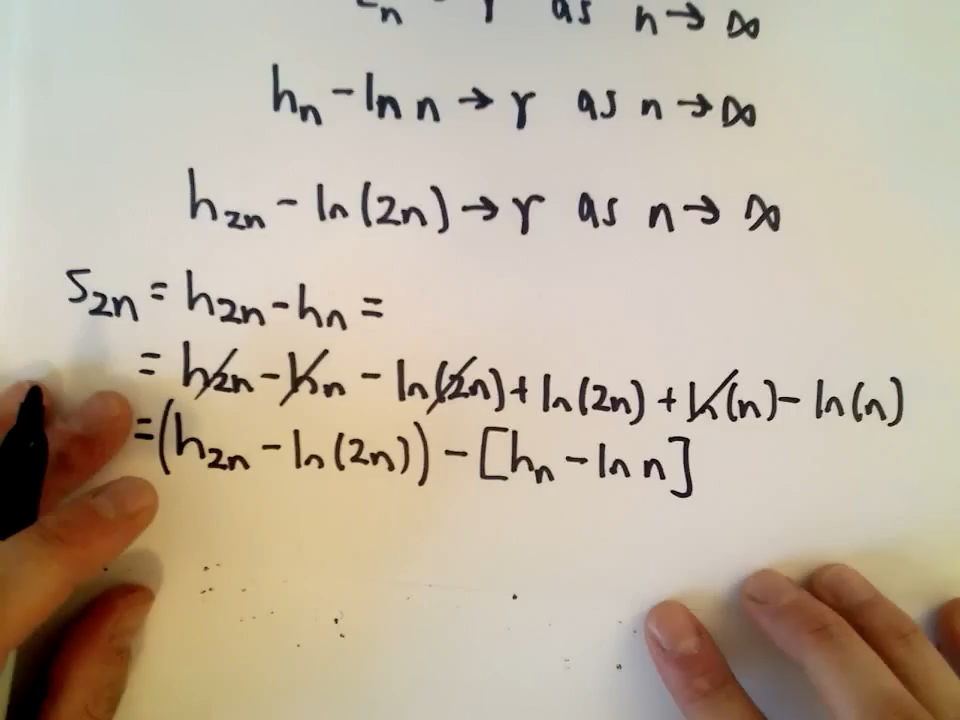 as n → ∞
hₙ - ln n → γ as n → ∞
h₂ₙ - ln(2n) → γ as n → ∞
S₂ₙ = h₂ₙ - hₙ =
= h₂ₙ - hₙ - ln(2n) + ln(2n) + ln(n) - ln(n)
= (h₂ₙ - ln(2n)) - [hₙ - ln n]